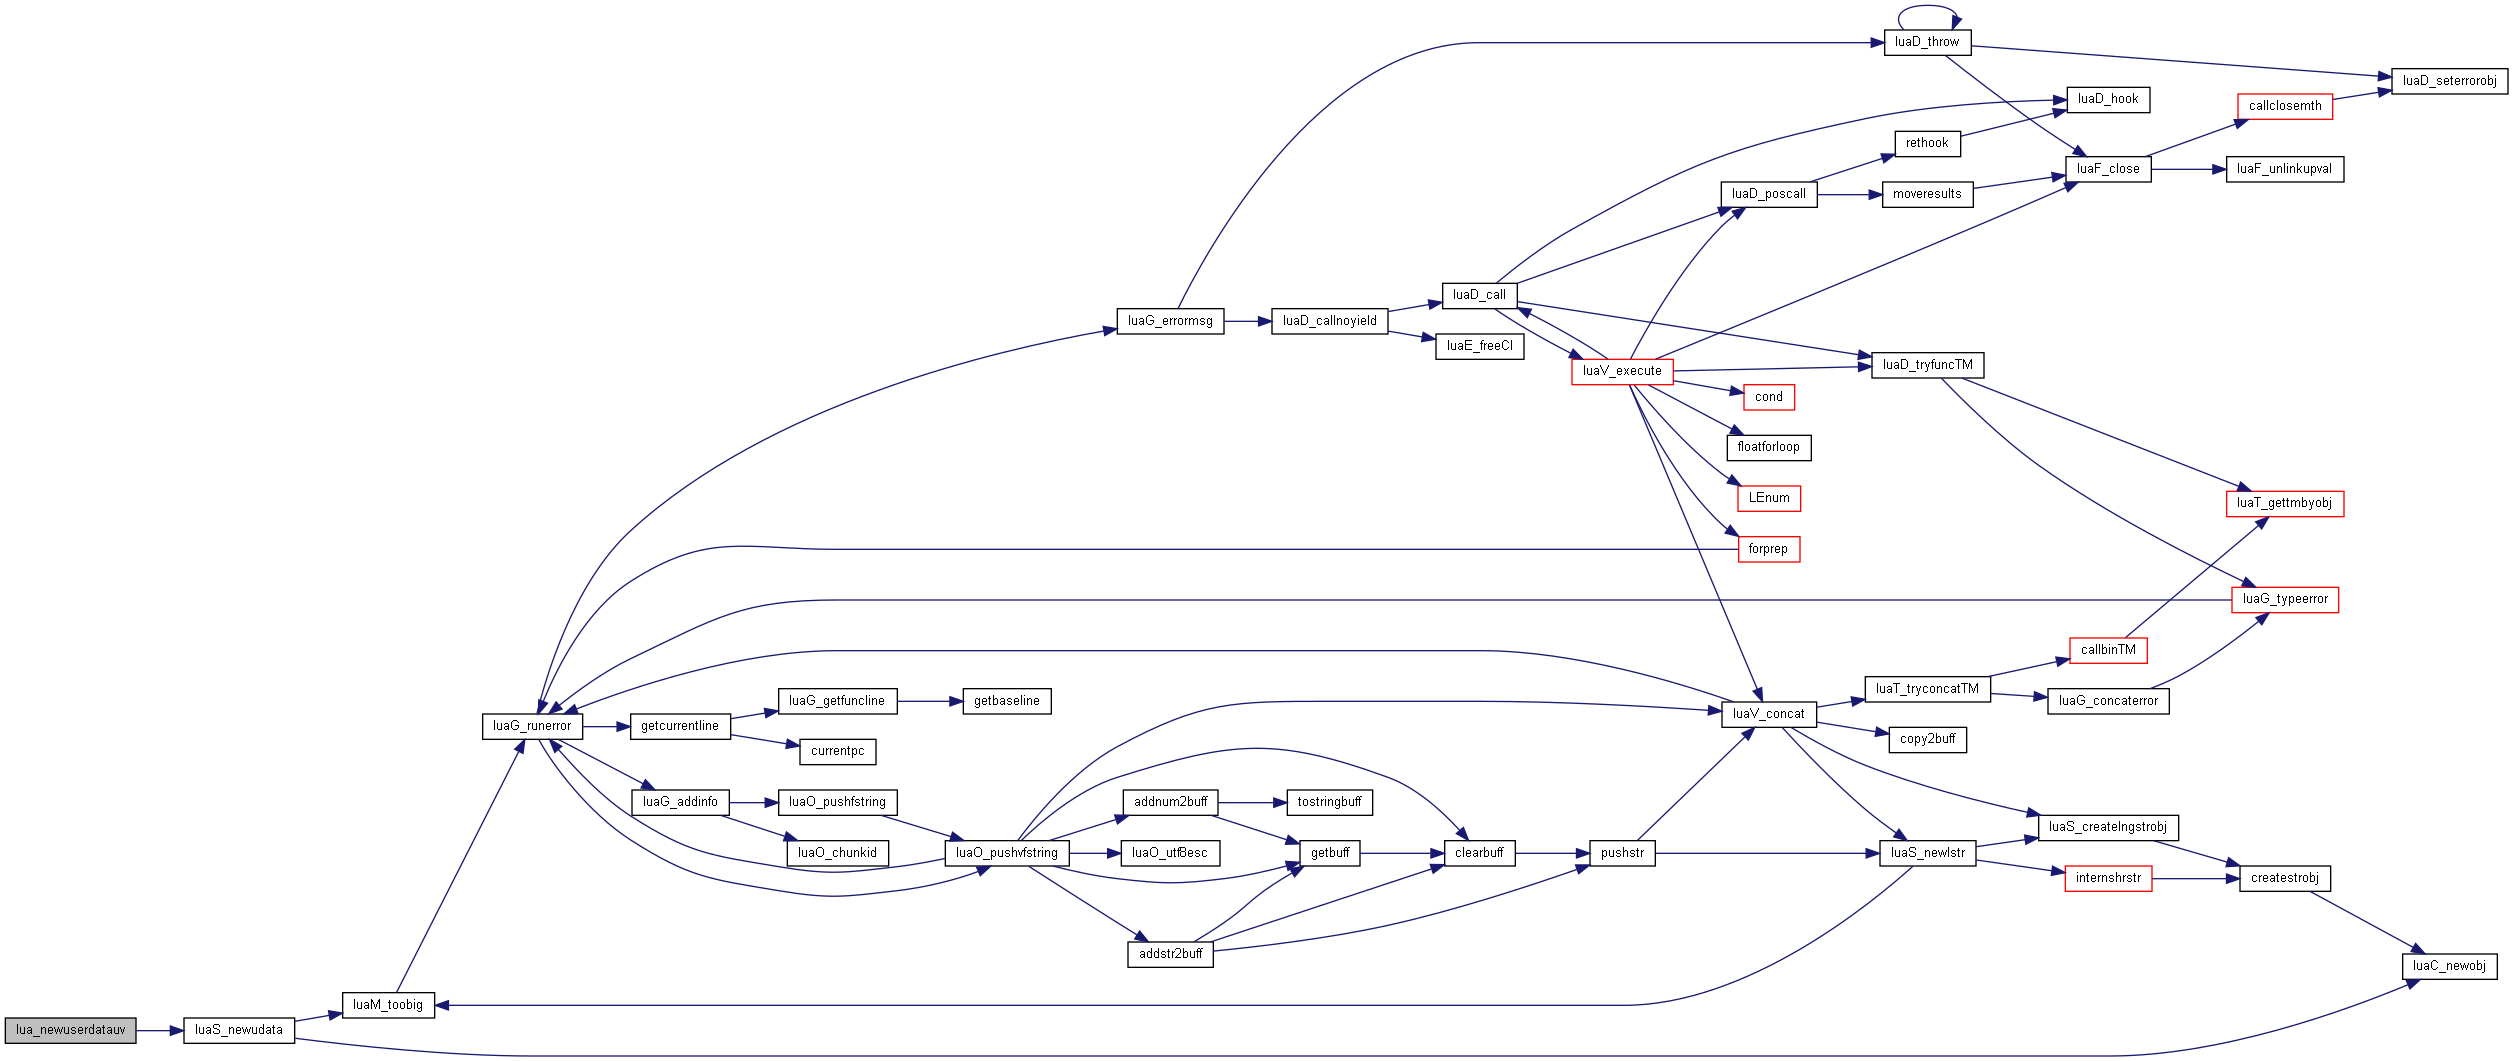 luaD_throw
luaD_seterrorobj
luaD_hook
callclosemth
rethook
luaF_close
luaF_unlinkupval
luaD_poscall
moveresults
luaD_call
luaG_errormsg
luaD_callnoyield
luaE_freeCI
luaV_execute
luaD_tryfuncTM
cond
floatforloop
LEnum
luaT_gettmbyobj
forprep
luaG_typeerror
callbinTM
luaT_tryconcatTM
luaG_concaterror
luaG_getfuncline
getbaseline
luaG_runerror
getcurrentline
luaV_concat
copy2buff
currentpc
luaG_addinfo
luaO_pushfstring
addnum2buff
tostringbuff
luaS_createlngstrobj
luaO_chunkid
luaO_pushvfstring
luaO_utf8esc
getbuff
clearbuff
pushstr
luaS_newlstr
internshrstr
createstrobj
addstr2buff
luaC_newobj
luaM_toobig
lua_newuserdatauv
luaS_newudata